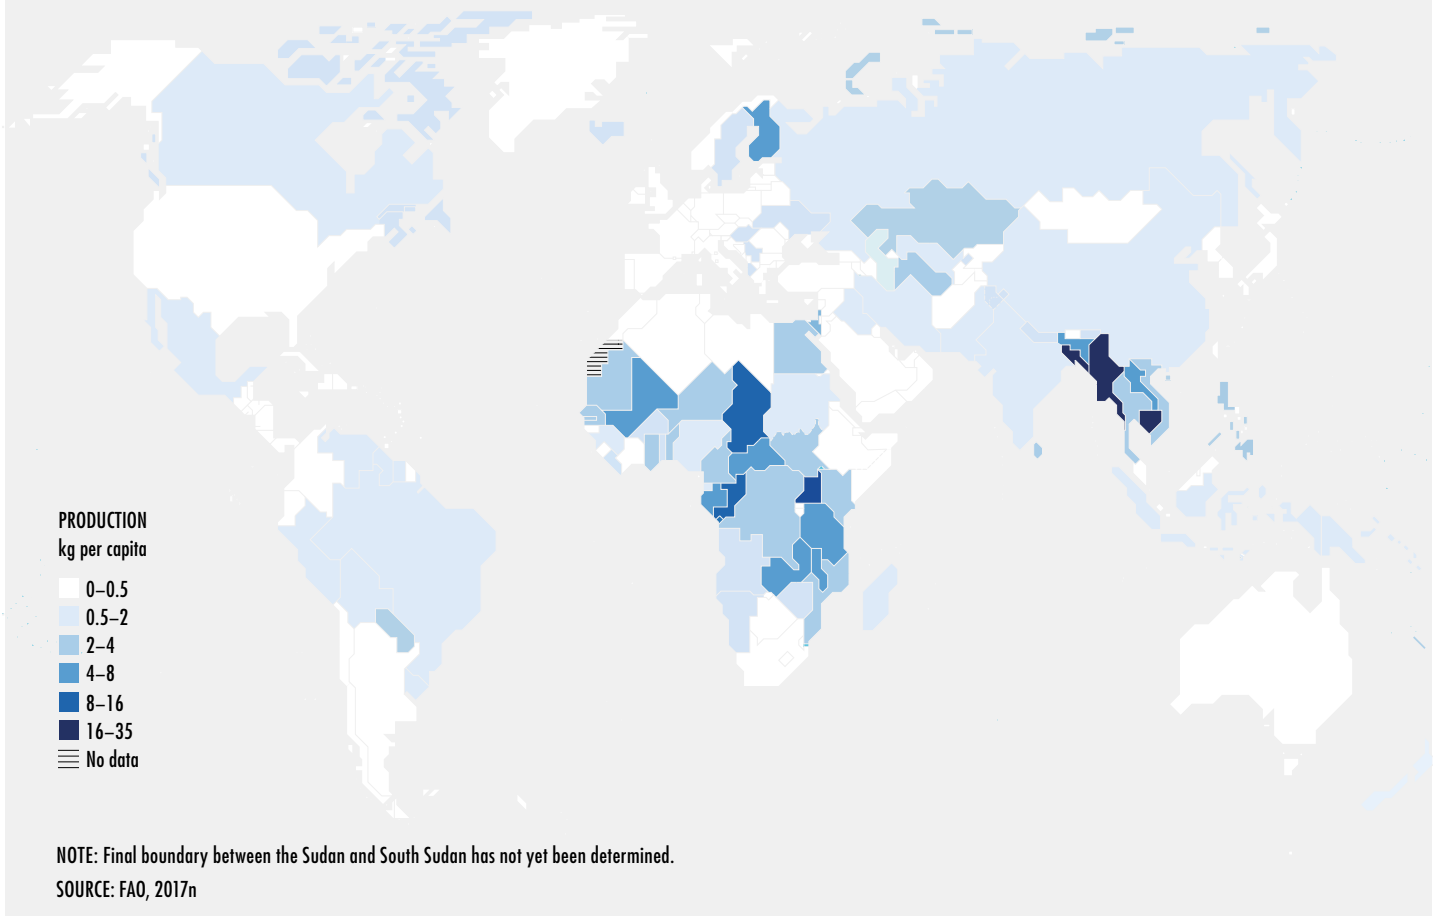 PRODUCTION
kg per capita
0–0.5
0.5–2
2–4
4–8
8–16
16–35
No data
NOTE: Final boundary between the Sudan and South Sudan has not yet been determined.
SOURCE: FAO, 2017n